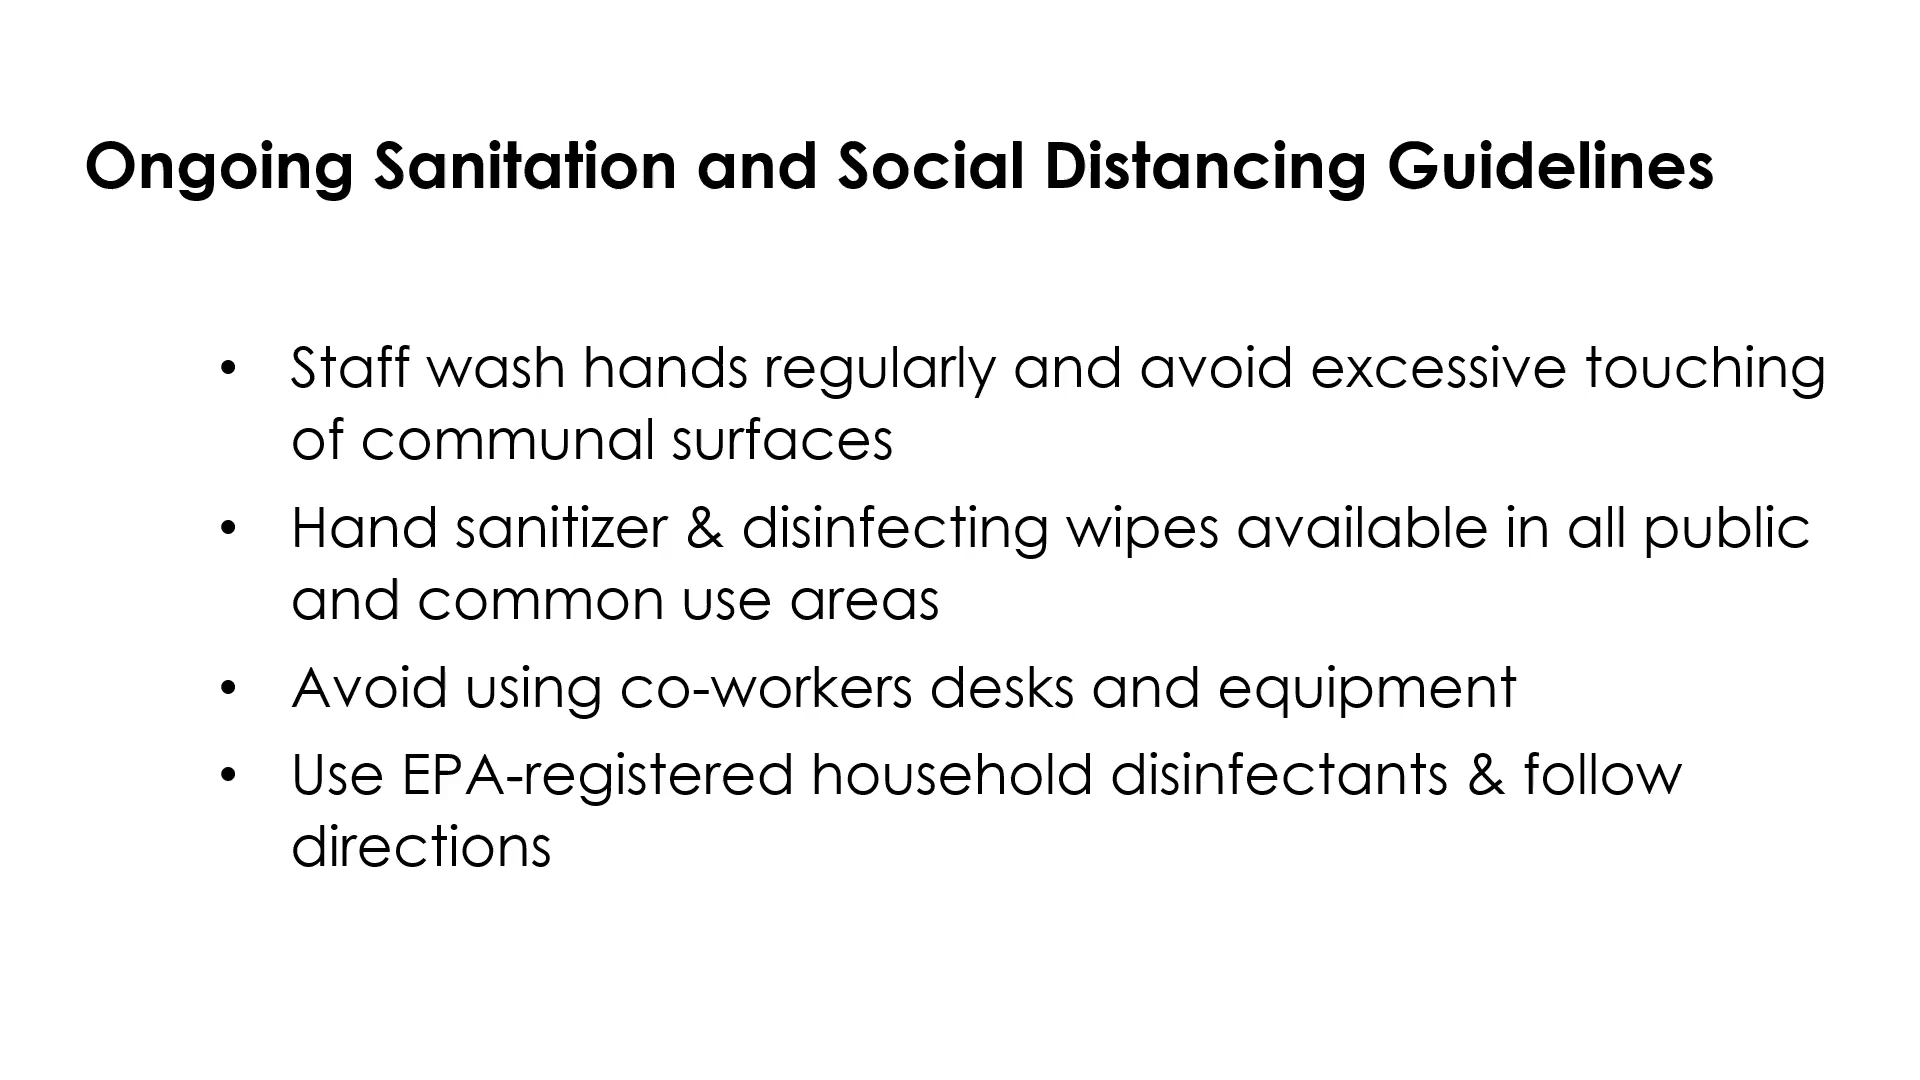 Ongoing Sanitation and Social Distancing Guidelines
• Staff wash hands regularly and avoid excessive touching
of communal surfaces
• Hand sanitizer & disinfecting wipes available in all public
and common use areas
• Avoid using co-workers desks and equipment
• Use EPA-registered household disinfectants & follow
directions